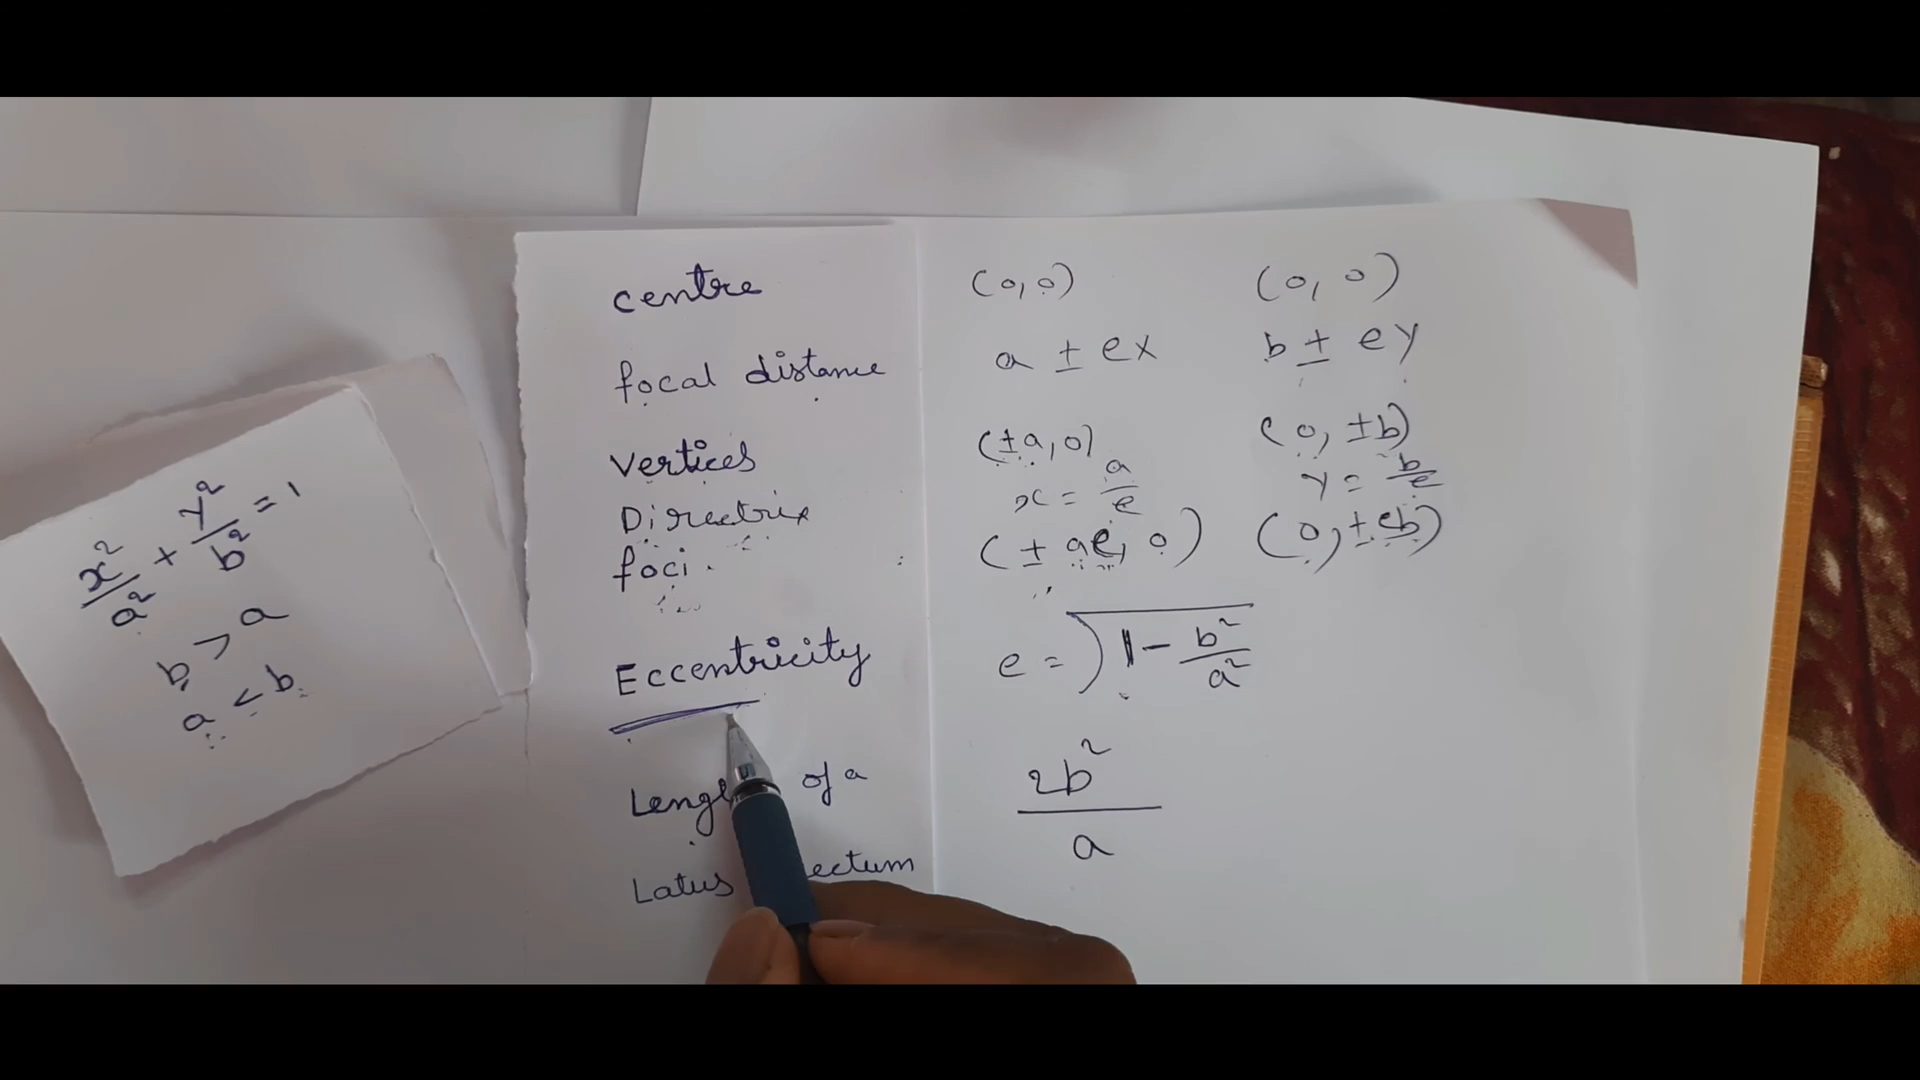 x²/a² + y²/b² = 1
b > a
a < b
centre (0,0) (0,0)
focal distance a ± ex b ± ey
Vertices (±a,0) (0,±b)
Directrix x = a/e y = b/e
foci (± ae, 0) (0,±eb)
Eccentricity e = √(1 - b²/a²)
Length of a 2b²/a
Latus ectum